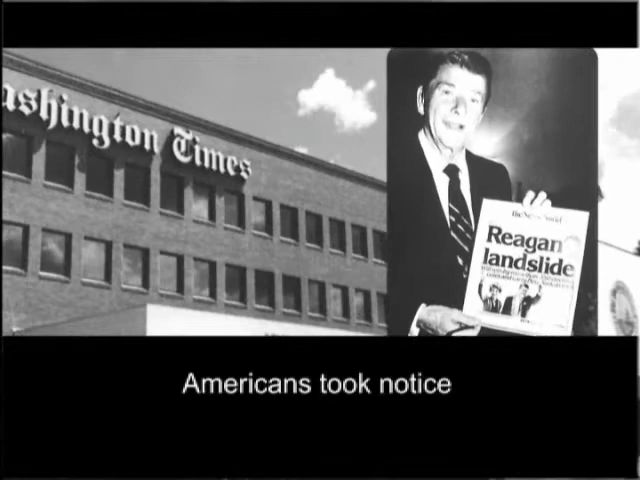 ashington Times
the News World
Reagan
landslide
Americans took notice